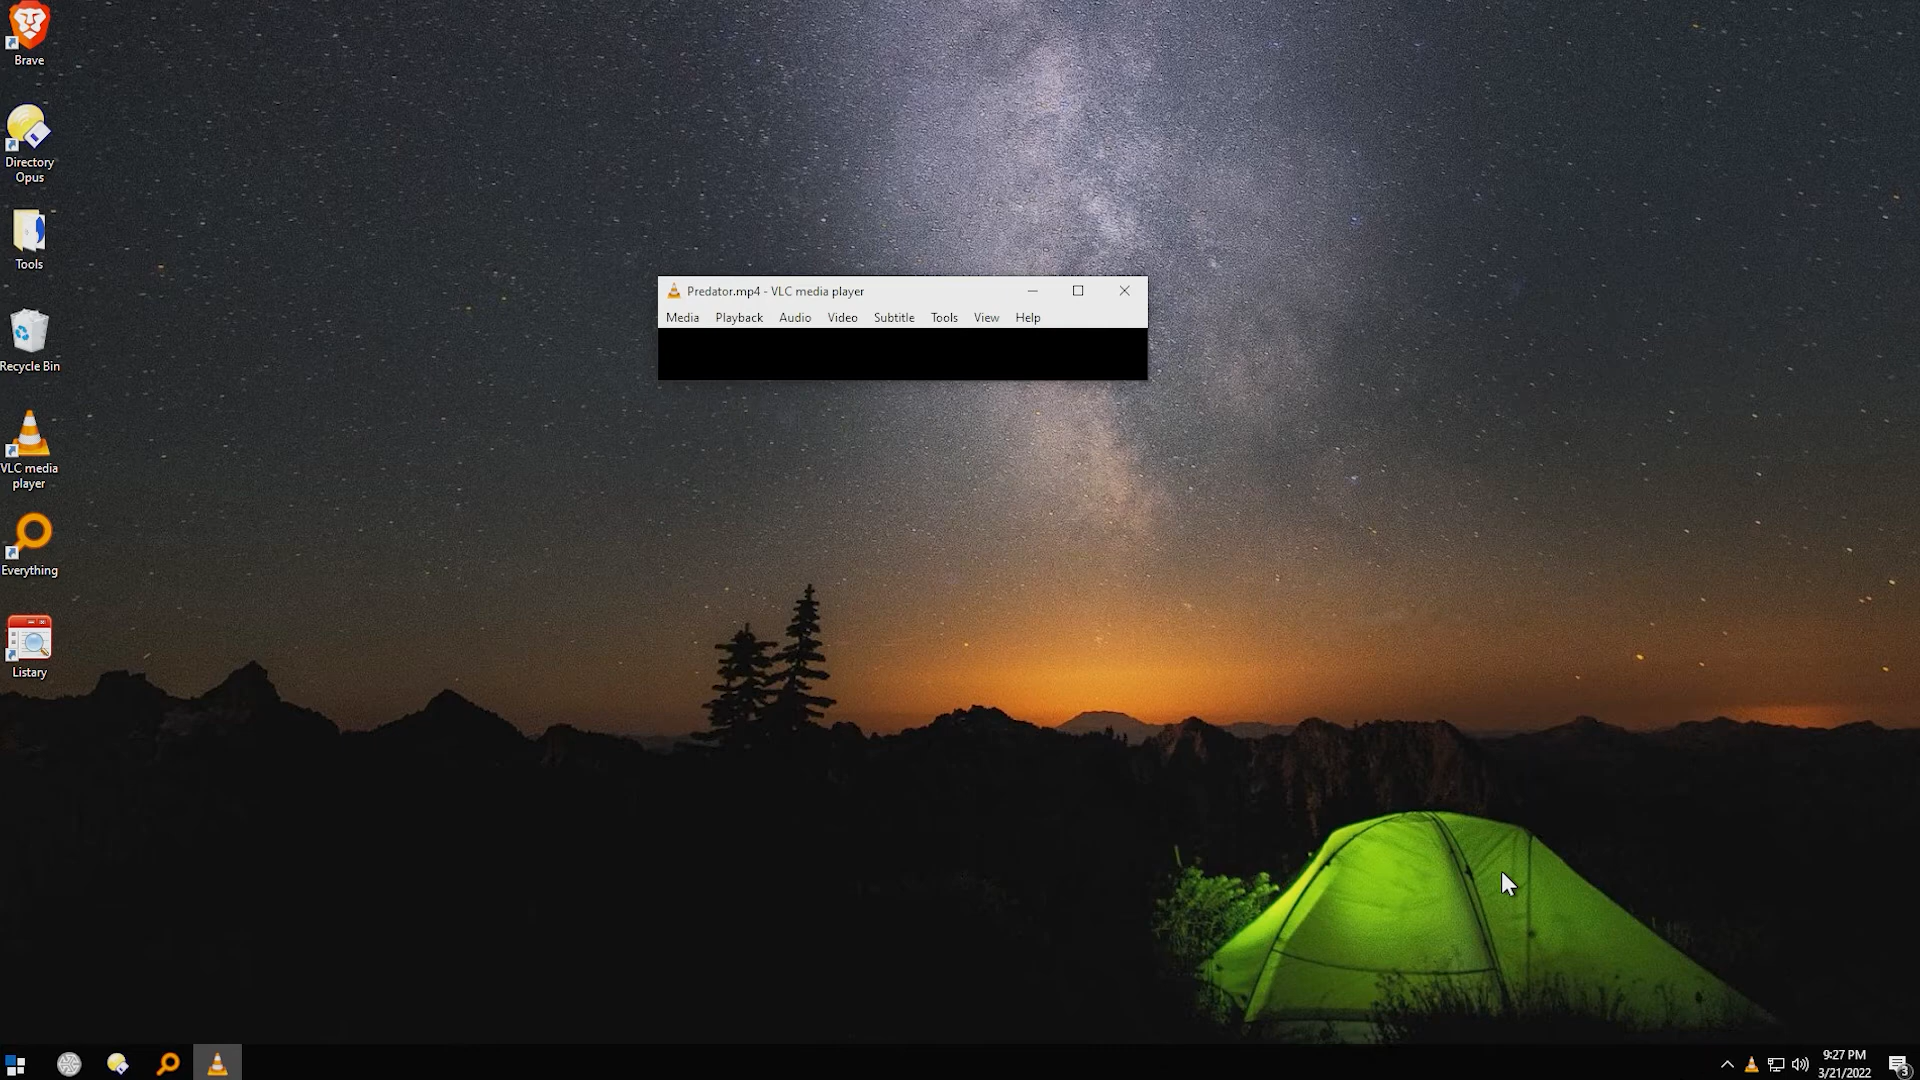 Brave
Directory
Opus
Tools
Recycle Bin
VLC media
player
Everything
Listary
Predator.mp4 - VLC media player
Media Playback Audio Video Subtitle Tools View Help
9:27 PM
3/21/2022
3